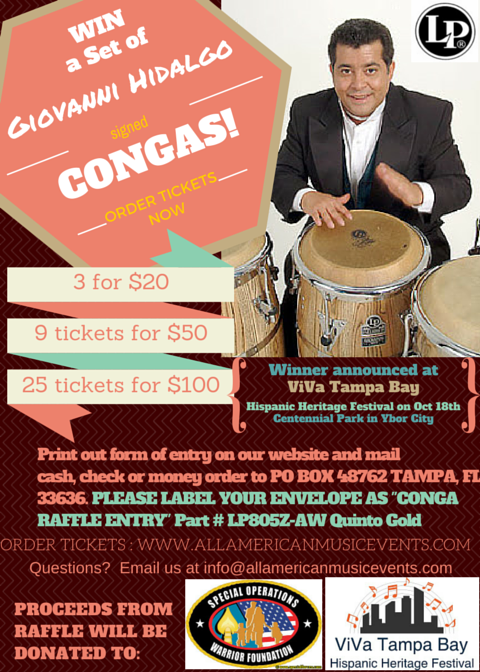 WIN
a Set of
GIOVANNI HIDALGO
signed
CONGAS!
ORDER TICKETS
NOW
LP®
3 for $20
9 tickets for $50
25 tickets for $100
Winner announced at
ViVa Tampa Bay
Hispanic Heritage Festival on Oct 18th
Centennial Park in Ybor City
Print out form of entry on our website and mail
cash, check or money order to PO BOX 48762 TAMPA, FL
33636. PLEASE LABEL YOUR ENVELOPE AS "CONGA
RAFFLE ENTRY" Part # LP805Z-AW Quinto Gold
ORDER TICKETS : WWW.ALLAMERICANMUSICEVENTS.COM
Questions? Email us at info@allamericanmusicevents.com
PROCEEDS FROM
RAFFLE WILL BE
DONATED TO:
SPECIAL OPERATIONS
WARRIOR FOUNDATION
ViVa Tampa Bay
Hispanic Heritage Festival